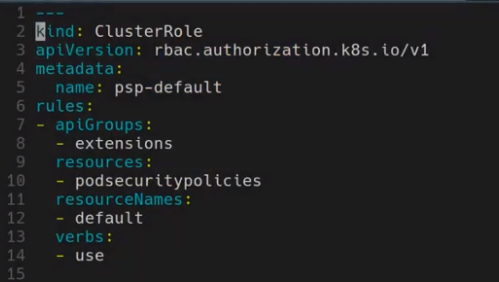 1 ---
2 kind: ClusterRole
3 apiVersion: rbac.authorization.k8s.io/v1
4 metadata:
5   name: psp-default
6 rules:
7 - apiGroups:
8   - extensions
9   resources:
10   - podsecuritypolicies
11   resourceNames:
12   - default
13   verbs:
14   - use
15